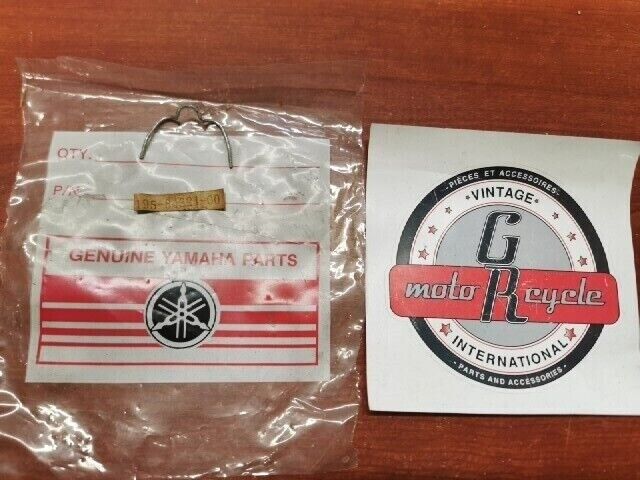 QTY.
P/N.
GENUINE YAMAHA PARTS
- PIÈCES ET ACCESSOIRES -
• VINTAGE •
G
moto R cycle
INTERNATIONAL
- PARTS AND ACCESSORIES -